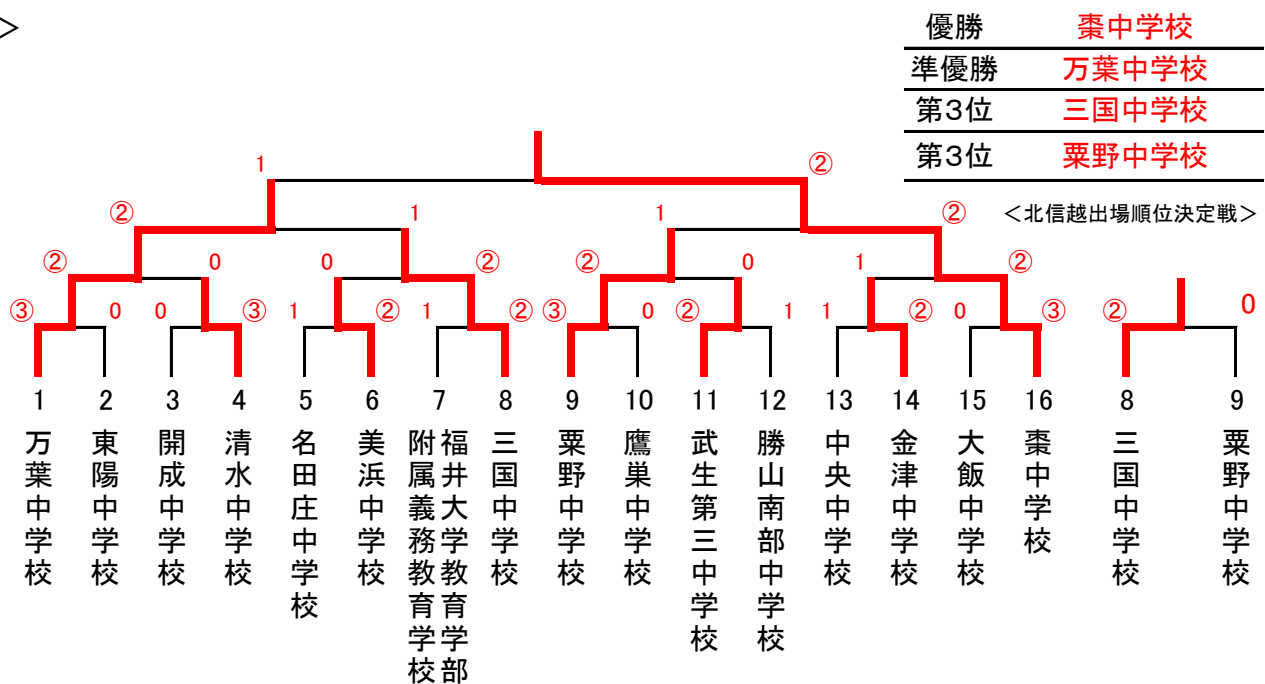 ＞
優勝 棗中学校
準優勝 万葉中学校
第3位 三国中学校
第3位 粟野中学校
＜北信越出場順位決定戦＞
1 ②
② 1 1 ②
② 0 0 ② ② 0 1 ②
③ 0 0 ③ 1 ② 1 ② ③ 0 ② 1 1 ② 0 ③ ② 0
1 2 3 4 5 6 7 8 9 10 11 12 13 14 15 16 8 9
万葉中学校
東陽中学校
開成中学校
清水中学校
名田庄中学校
美浜中学校
福井大学教育学部
附属義務教育学校
三国中学校
粟野中学校
鷹巣中学校
武生第三中学校
勝山南部中学校
中央中学校
金津中学校
大飯中学校
棗中学校
三国中学校
粟野中学校